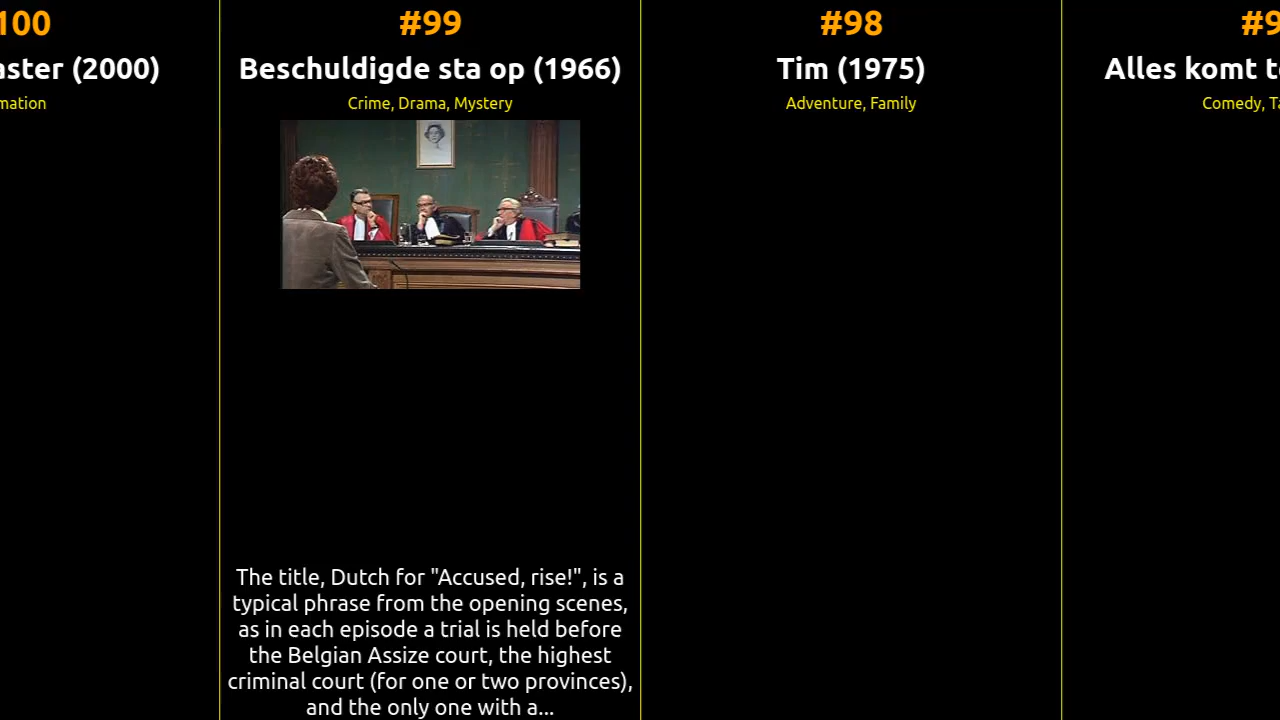 100
aster (2000)
mation
#99
Beschuldigde sta op (1966)
Crime, Drama, Mystery
The title, Dutch for "Accused, rise!", is a
typical phrase from the opening scenes,
as in each episode a trial is held before
the Belgian Assize court, the highest
criminal court (for one or two provinces),
and the only one with a...
#98
Tim (1975)
Adventure, Family
#9
Alles komt t
Comedy, Ta